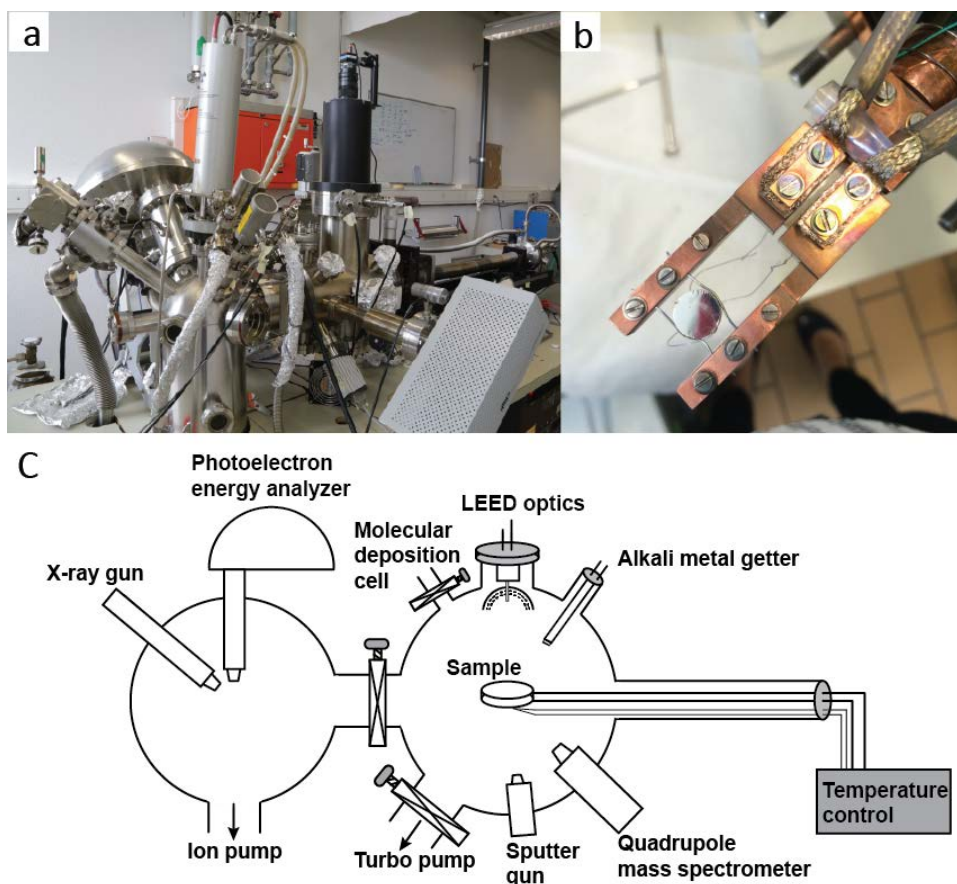 a
b
C
Photoelectron
energy analyzer
LEED optics
Molecular
deposition
cell
X-ray gun
Alkali metal getter
Sample
Temperature
control
Ion pump
Turbo pump
Sputter
gun
Quadrupole
mass spectrometer